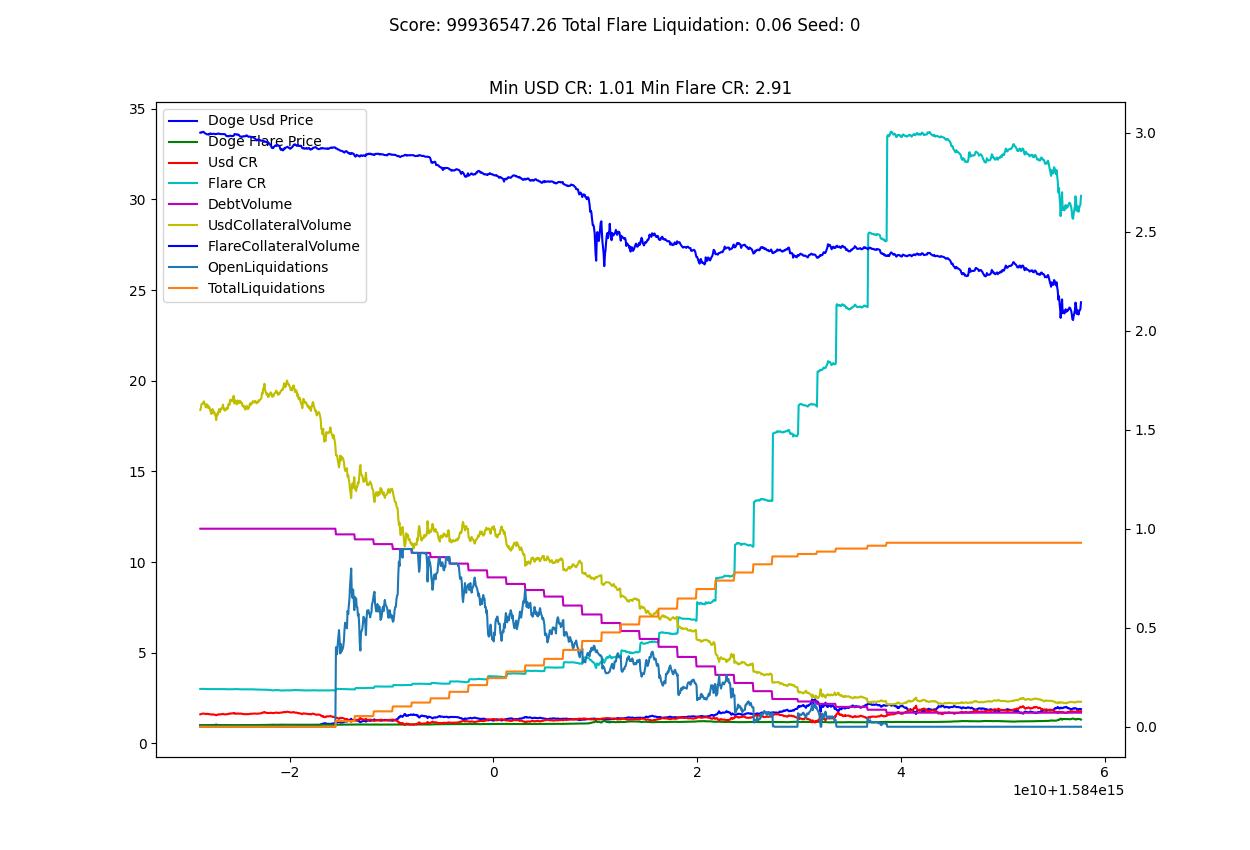 Score: 99936547.26 Total Flare Liquidation: 0.06 Seed: 0
Min USD CR: 1.01 Min Flare CR: 2.91
Doge Usd Price
Doge Flare Price
Usd CR
Flare CR
DebtVolume
UsdCollateralVolume
FlareCollateralVolume
OpenLiquidations
TotalLiquidations
35
30
25
20
15
10
5
0
3.0
2.5
2.0
1.5
1.0
0.5
0.0
−2
0
2
4
6
1e10+1.584e15